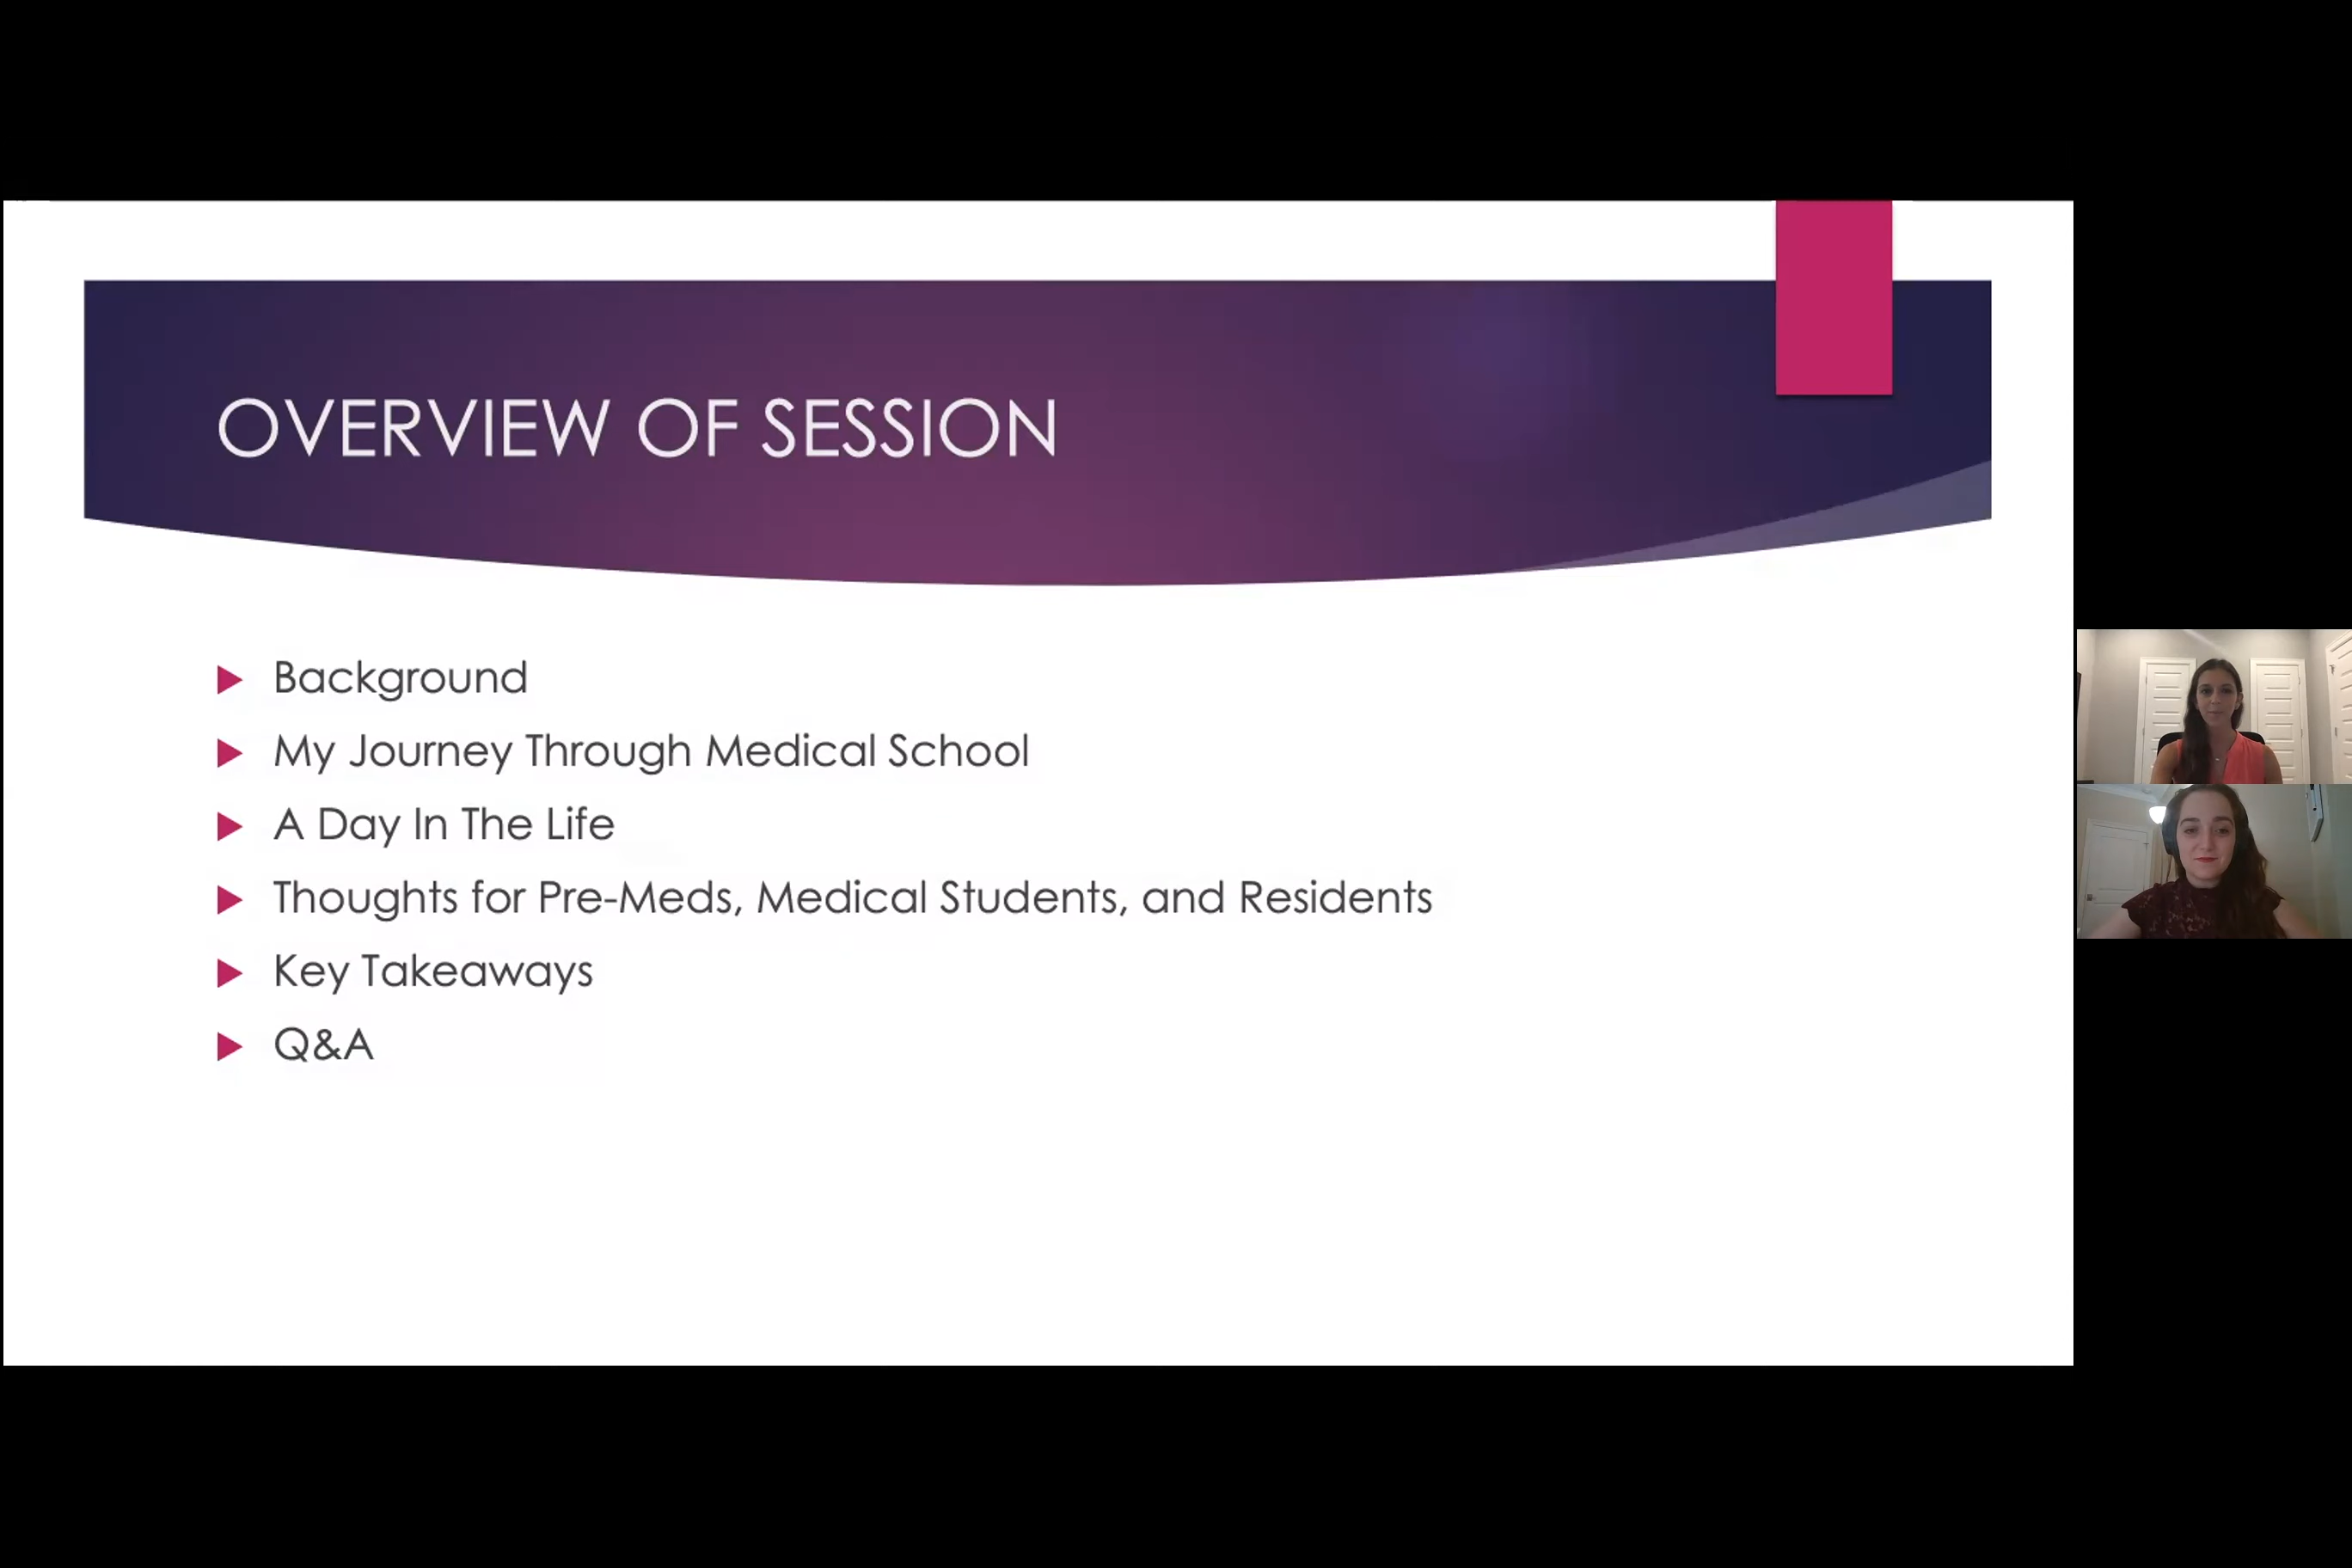 OVERVIEW OF SESSION
Background
My Journey Through Medical School
A Day In The Life
Thoughts for Pre-Meds, Medical Students, and Residents
Key Takeaways
Q&A